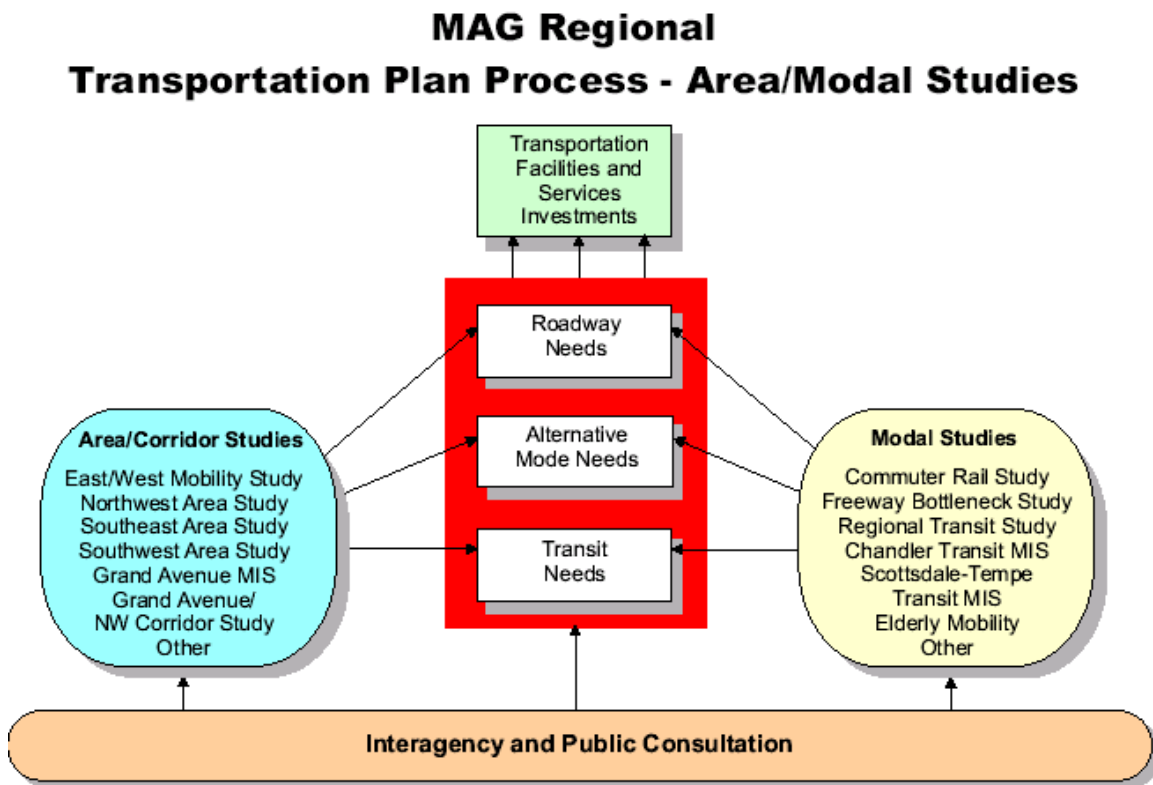 MAG Regional
Transportation Plan Process - Area/Modal Studies
Transportation
Facilities and
Services
Investments
Roadway
Needs
Alternative
Mode Needs
Transit
Needs
Area/Corridor Studies
East/West Mobility Study
Northwest Area Study
Southeast Area Study
Southwest Area Study
Grand Avenue MIS
Grand Avenue/
NW Corridor Study
Other
Modal Studies
Commuter Rail Study
Freeway Bottleneck Study
Regional Transit Study
Chandler Transit MIS
Scottsdale-Tempe
Transit MIS
Elderly Mobility
Other
Interagency and Public Consultation